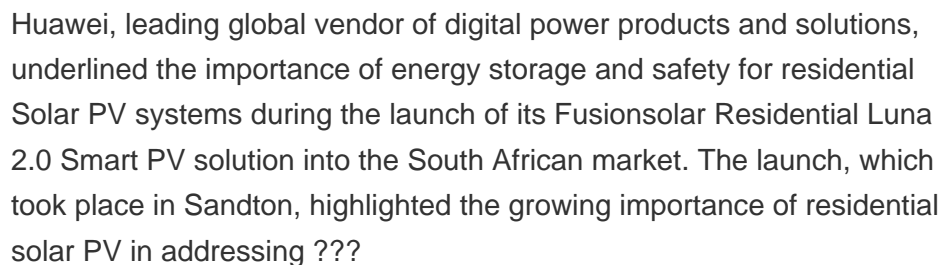 Huawei, leading global vendor of digital power products and solutions,
underlined the importance of energy storage and safety for residential
Solar PV systems during the launch of its Fusionsolar Residential Luna
2.0 Smart PV solution into the South African market. The launch, which
took place in Sandton, highlighted the growing importance of residential
solar PV in addressing ???